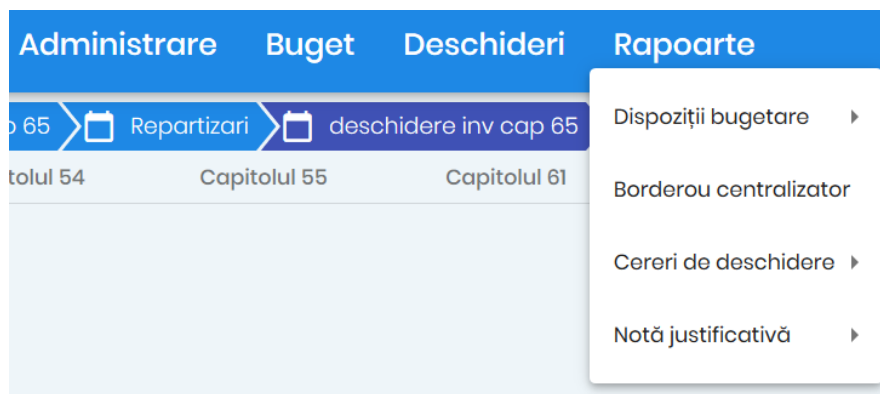 Administrare Buget Deschideri Rapoarte
65 Repartizari deschidere inv cap 65
Capitolul 55 Capitolul 61
Dispoziții bugetare
Borderou centralizator
Cereri de deschidere
Notă justificativă